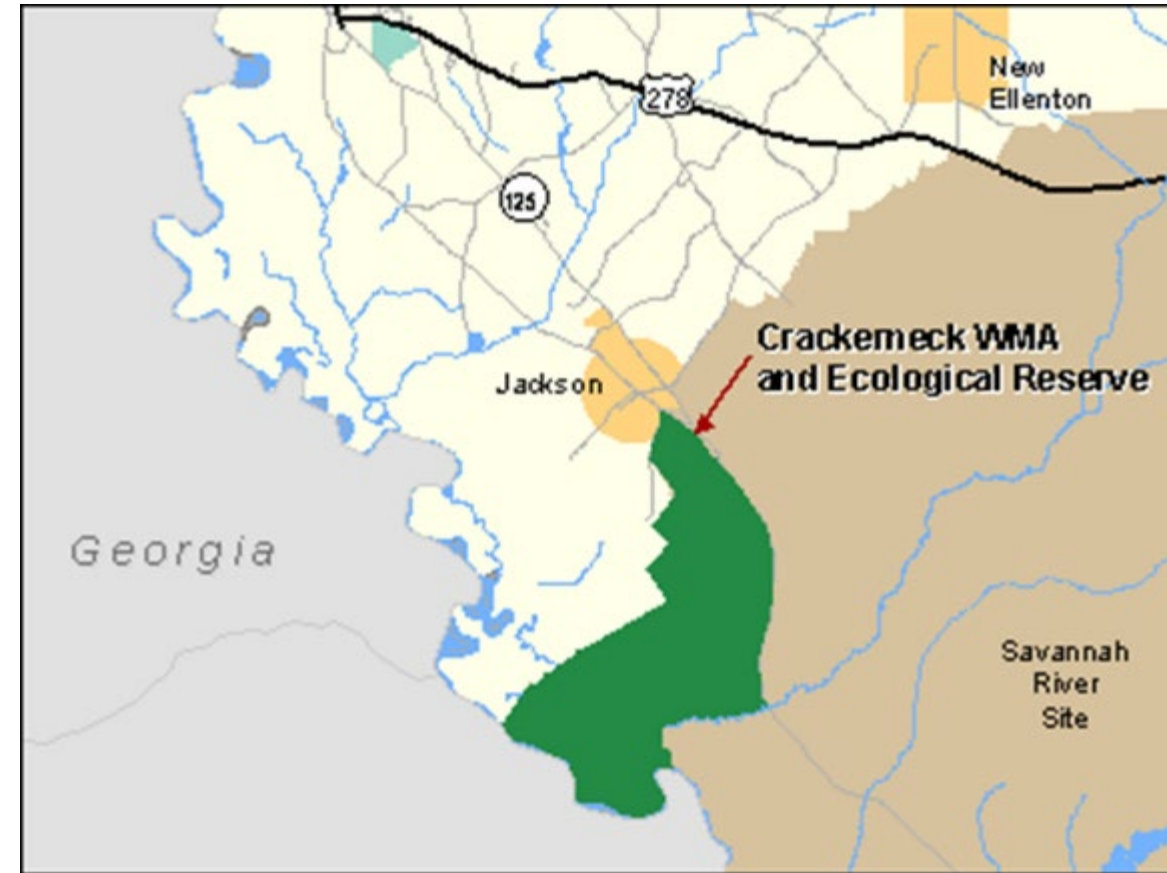 New
Ellenton
278
125
Crackerneck WMA
and Ecological Reserve
Jackson
Georgia
Savannah
River
Site